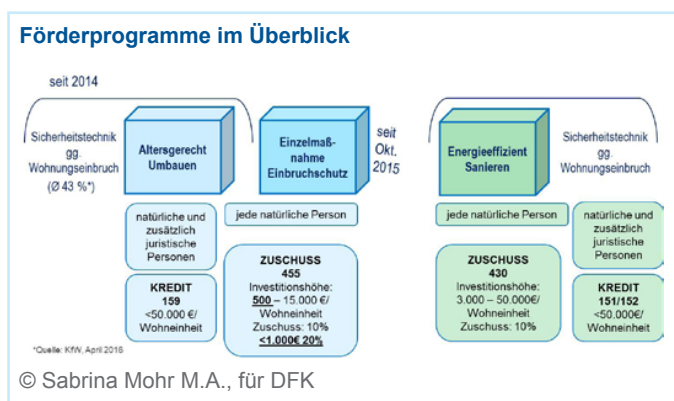 Förderprogramme im Überblick
seit 2014
Sicherheitstechnik
gg.
Wohnungseinbruch
(Ø 43 %*)
Altersgerecht
Umbauen
Einzelmaß-
nahme
Einbruchschutz
seit
Okt.
2015
Energieeffizient
Sanieren
Sicherheitstechnik
gg.
Wohnungseinbruch
natürliche und
zusätzlich
juristische
Personen
jede natürliche Person
jede natürliche Person
natürliche und
zusätzlich
juristische
Personen
KREDIT
159
<50.000 €/
Wohneinheit
ZUSCHUSS
455
Investitionshöhe:
500 – 15.000 €/
Wohneinheit
Zuschuss: 10%
<1.000€ 20%
ZUSCHUSS
430
Investitionshöhe:
3.000 – 50.000€/
Wohneinheit
Zuschuss: 10%
KREDIT
151/152
<50.000€/
Wohneinheit
*Quelle: KfW, April 2016
© Sabrina Mohr M.A., für DFK